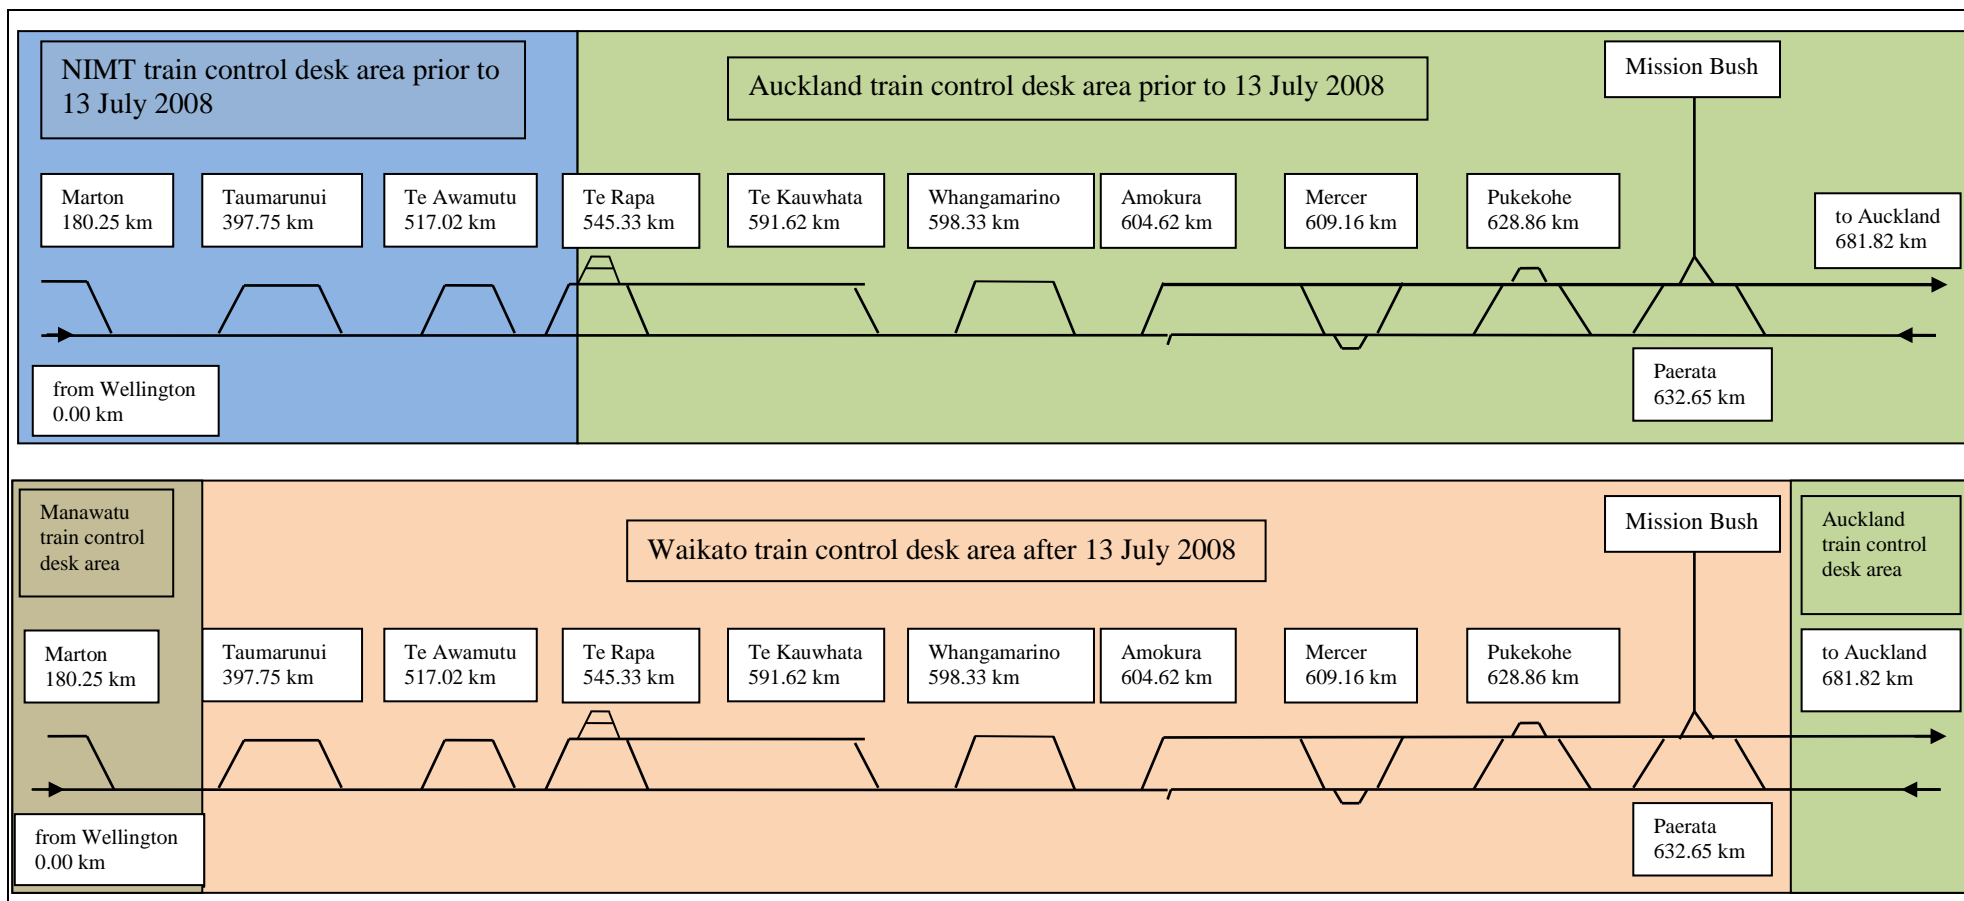 NIMT train control desk area prior to
13 July 2008
Auckland train control desk area prior to 13 July 2008
Mission Bush
Marton
180.25 km
Taumarunui
397.75 km
Te Awamutu
517.02 km
Te Rapa
545.33 km
Te Kauwhata
591.62 km
Whangamarino
598.33 km
Amokura
604.62 km
Mercer
609.16 km
Pukekohe
628.86 km
to Auckland
681.82 km
from Wellington
0.00 km
Paerata
632.65 km
Manawatu
train control
desk area
Waikato train control desk area after 13 July 2008
Mission Bush
Auckland
train control
desk area
Marton
180.25 km
Taumarunui
397.75 km
Te Awamutu
517.02 km
Te Rapa
545.33 km
Te Kauwhata
591.62 km
Whangamarino
598.33 km
Amokura
604.62 km
Mercer
609.16 km
Pukekohe
628.86 km
to Auckland
681.82 km
from Wellington
0.00 km
Paerata
632.65 km